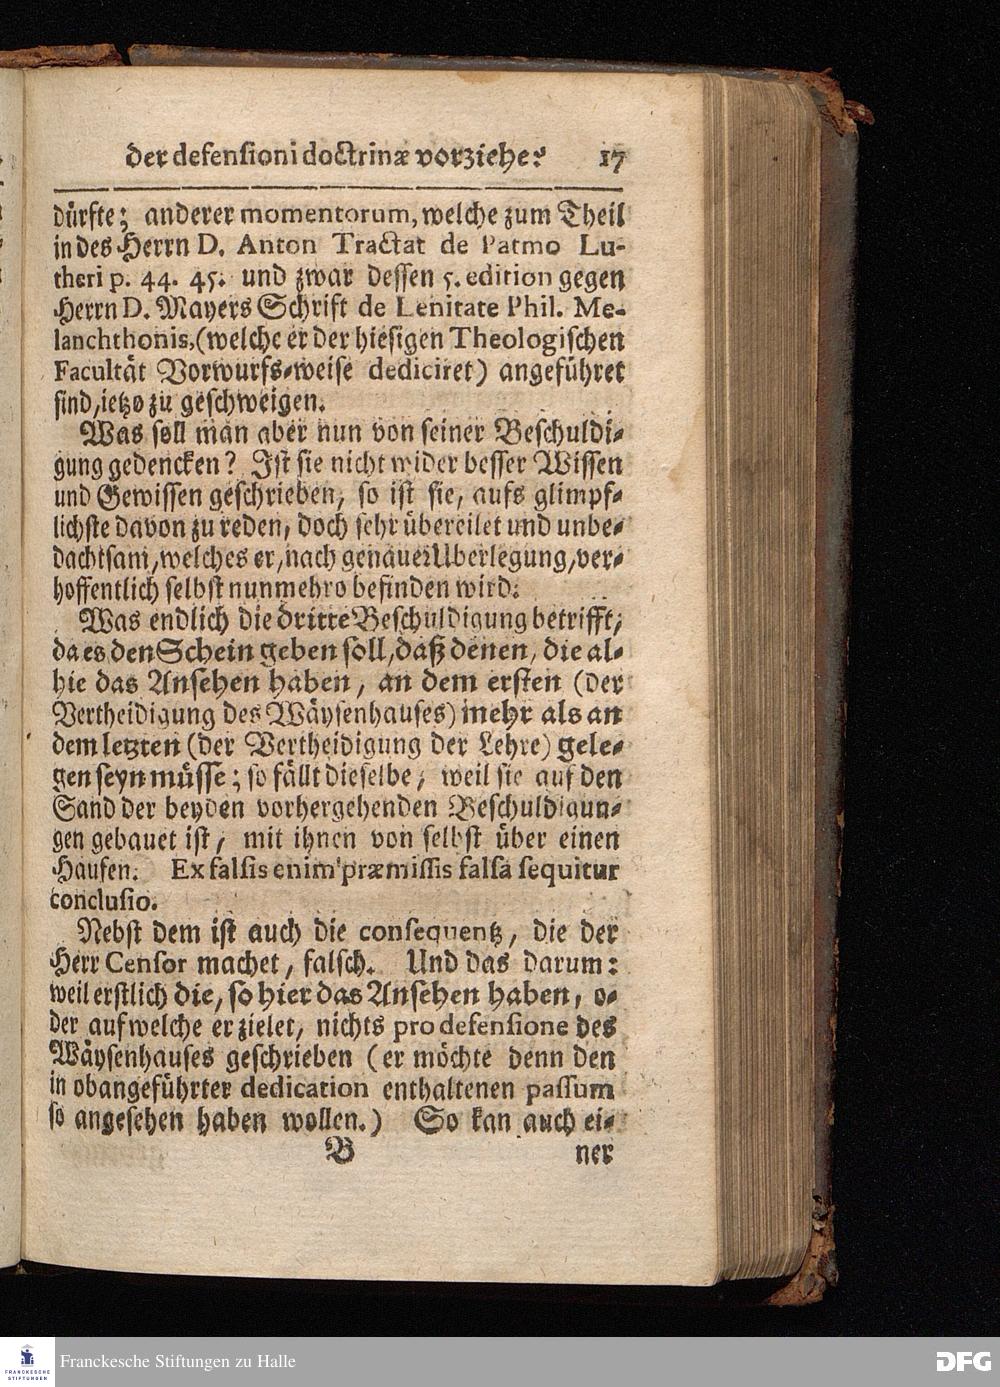 der defensioni doctrinæ vorziehe? 17
dürfte; anderer momentorum, welche zum Theil
in des Herrn D. Anton Tractat de Patmo Lu-
theri p. 44. 45. und zwar dessen 5. edition gegen
Herrn D. Mayers Schrift de Lenitate Phil. Me-
lanchthonis, (welche er der hiesigen Theologischen
Facultät Vorwurfs-weise dediciret) angeführet
sind, ietzo zu geschweigen.
Was soll man aber nun von seiner Beschuldi-
gung gedencken? Ist sie nicht wider besser Wissen
und Gewissen geschrieben, so ist sie, aufs glimpf-
lichste davon zu reden, doch sehr übereilet und unbe-
dachtsam, welches er, nach genauer Uberlegung, ver-
hoffentlich selbst nunmehro befinden wird.
Was endlich die dritte Beschuldigung betrifft,
da es den Schein geben soll, daß denen, die al-
hie das Ansehen haben, an dem ersten (der
Vertheidigung des Wäysenhauses) mehr als an
dem letzten (der Vertheidigung der Lehre) gele-
gen seyn müsse; so fällt dieselbe, weil sie auf den
Sand der beyden vorhergehenden Beschuldigun-
gen gebauet ist, mit ihnen von selbst über einen
Haufen. Ex falsis enim præmissis falsa sequitur
conclusio.
Nebst dem ist auch die consequentz, die der
Herr Censor machet, falsch. Und das darum:
weil erstlich die, so hier das Ansehen haben, o-
der auf welche er zielet, nichts pro defensione des
Wäysenhauses geschrieben (er möchte denn den
in obangeführter dedication enthaltenen passum
so angesehen haben wollen.) So kan auch ei-
B ner
Franckesche Stiftungen zu Halle
FRANCKESCHE
STIFTUNGEN
DFG